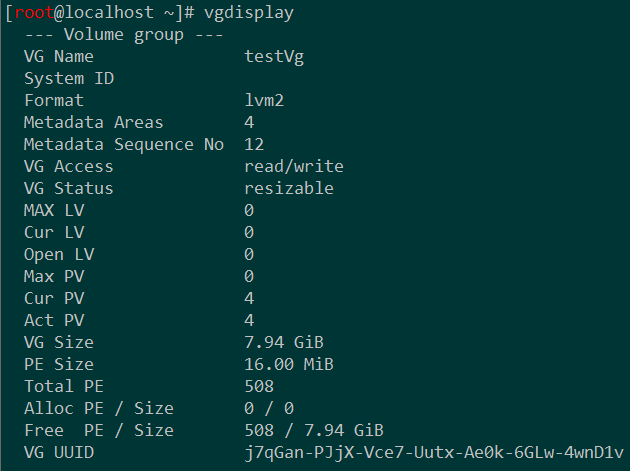 [root@localhost ~]# vgdisplay
--- Volume group ---
VG Name testVg
System ID
Format lvm2
Metadata Areas 4
Metadata Sequence No 12
VG Access read/write
VG Status resizable
MAX LV 0
Cur LV 0
Open LV 0
Max PV 0
Cur PV 4
Act PV 4
VG Size 7.94 GiB
PE Size 16.00 MiB
Total PE 508
Alloc PE / Size 0 / 0
Free PE / Size 508 / 7.94 GiB
VG UUID j7qGan-PJjX-Vce7-Uutx-Ae0k-6GLw-4wnD1v